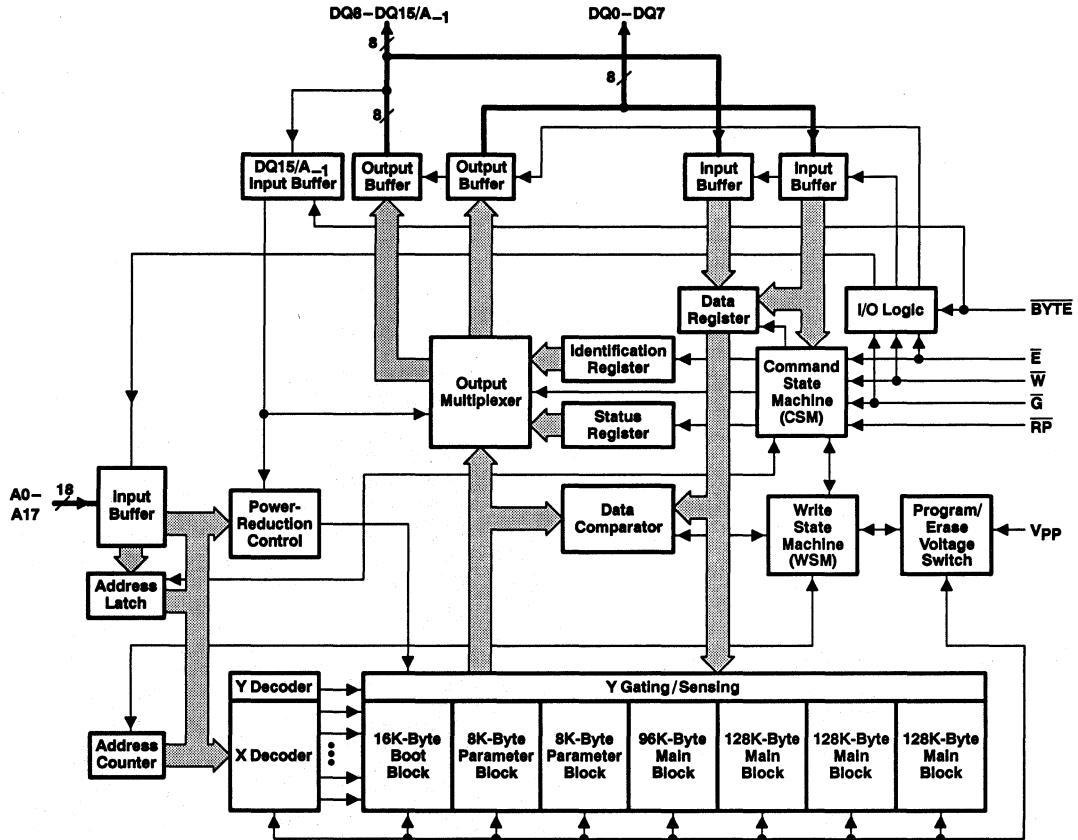 DQ8–DQ15/A–1
DQ0–DQ7
8
8
8
DQ15/A–1
Input Buffer
Output
Buffer
Output
Buffer
Input
Buffer
Input
Buffer
Data
Register
I/O Logic
BYTE
E
W
G
RP
Output
Multiplexer
Identification
Register
Status
Register
Command
State
Machine
(CSM)
A0–
A17
18
Input
Buffer
Power-
Reduction
Control
Data
Comparator
Write
State
Machine
(WSM)
Program/
Erase
Voltage
Switch
VPP
Address
Latch
Address
Counter
Y Decoder
X Decoder
Y Gating/Sensing
16K-Byte
Boot
Block
8K-Byte
Parameter
Block
8K-Byte
Parameter
Block
96K-Byte
Main
Block
128K-Byte
Main
Block
128K-Byte
Main
Block
128K-Byte
Main
Block